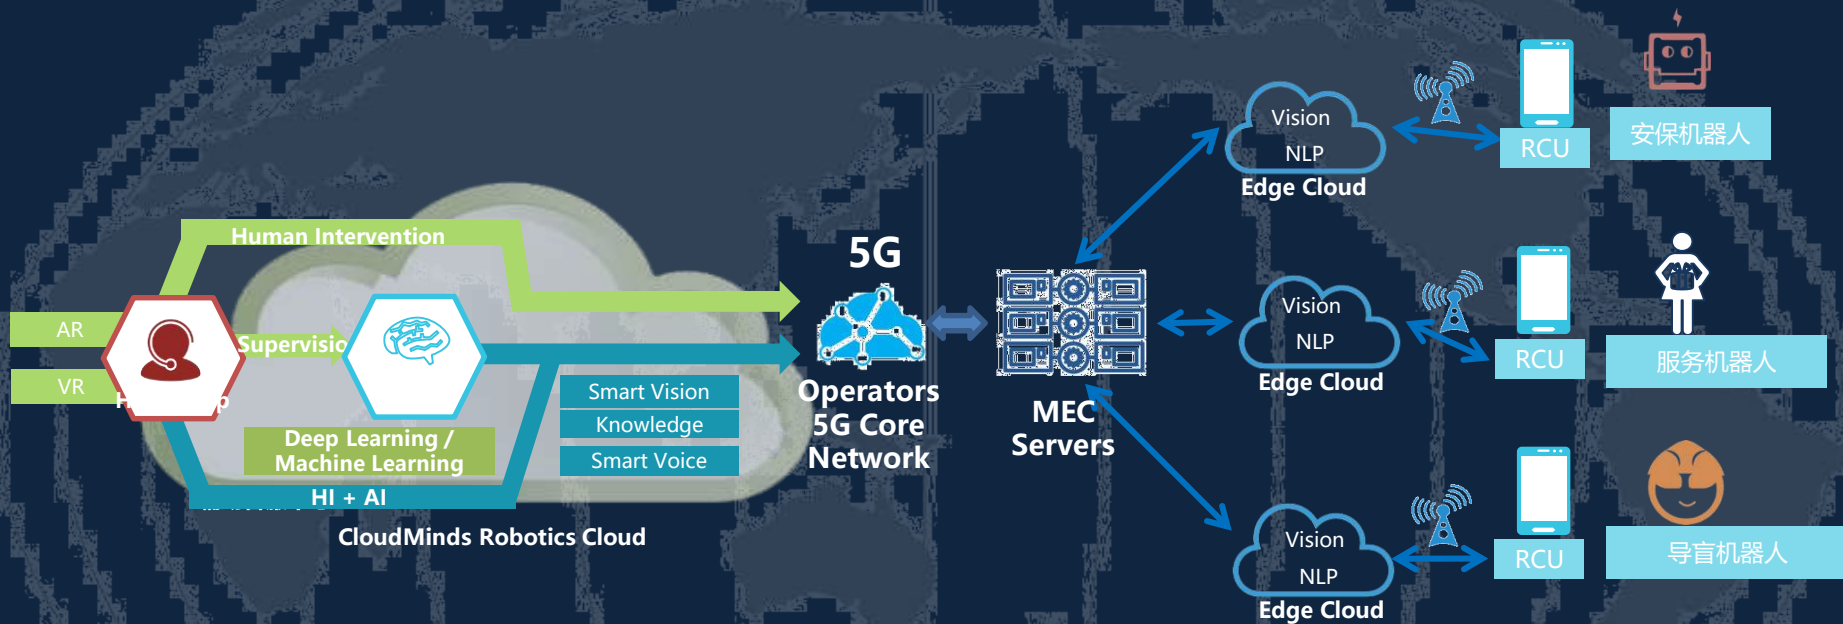 Human Intervention
AR
VR
Supervisio
Deep Learning /
Machine Learning
HI + AI
Smart Vision
Knowledge
Smart Voice
CloudMinds Robotics Cloud
5G
Operators
5G Core
Network
MEC
Servers
Vision
NLP
Edge Cloud
RCU
安保机器人
Vision
NLP
Edge Cloud
RCU
服务机器人
Vision
NLP
Edge Cloud
RCU
导盲机器人